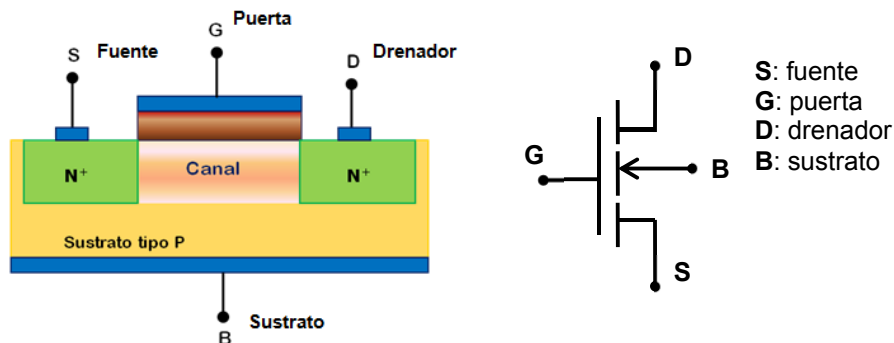 Puerta
G
Fuente
S
Drenador
D
N⁺
Canal
N⁺
Sustrato tipo P
Sustrato
B
D
G
B
S
S: fuente
G: puerta
D: drenador
B: sustrato